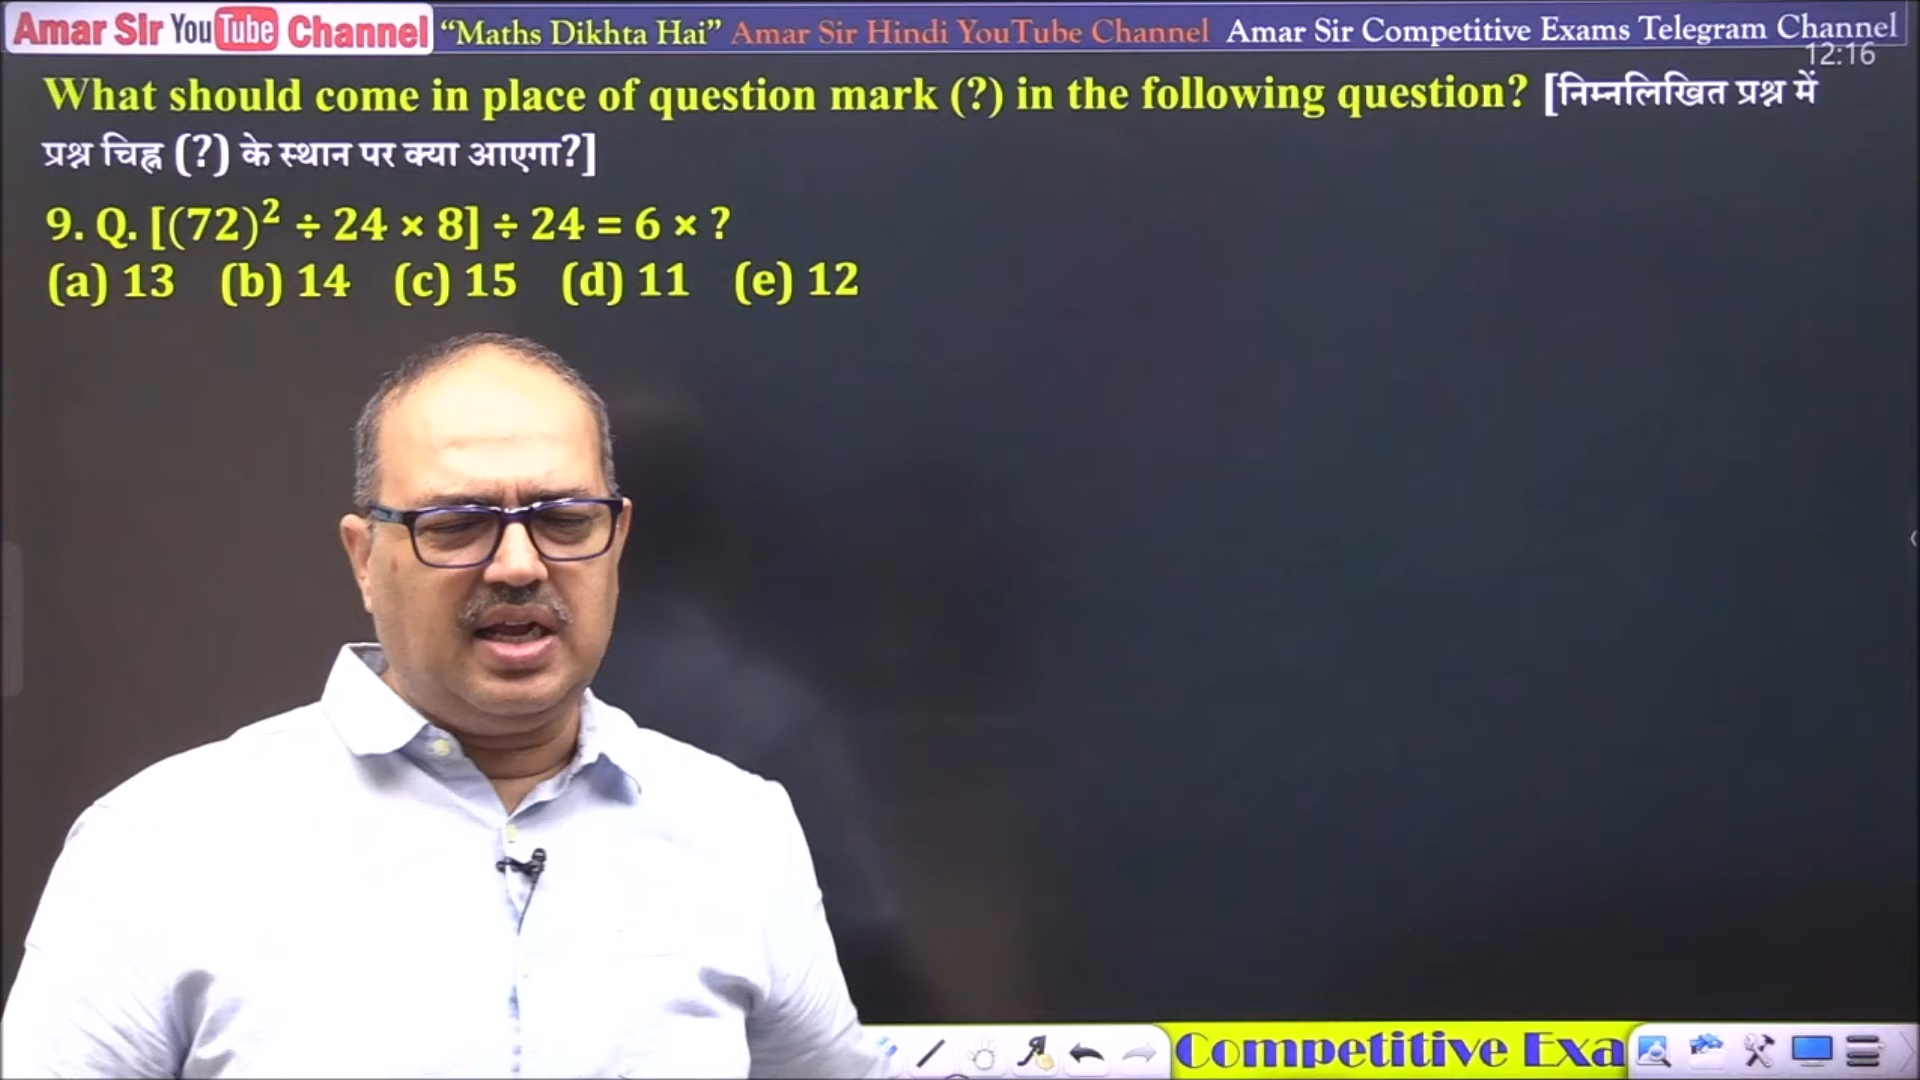 Amar Sir YouTube Channel "Maths Dikhta Hai" Amar Sir Hindi YouTube Channel Amar Sir Competitive Exams Telegram Channel
12:16
What should come in place of question mark (?) in the following question? [निम्नलिखित प्रश्न में
प्रश्न चिह्न (?) के स्थान पर क्या आएगा?]
9. Q. [(72)² ÷ 24 × 8] ÷ 24 = 6 × ?
(a) 13 (b) 14 (c) 15 (d) 11 (e) 12
Competitive Exa